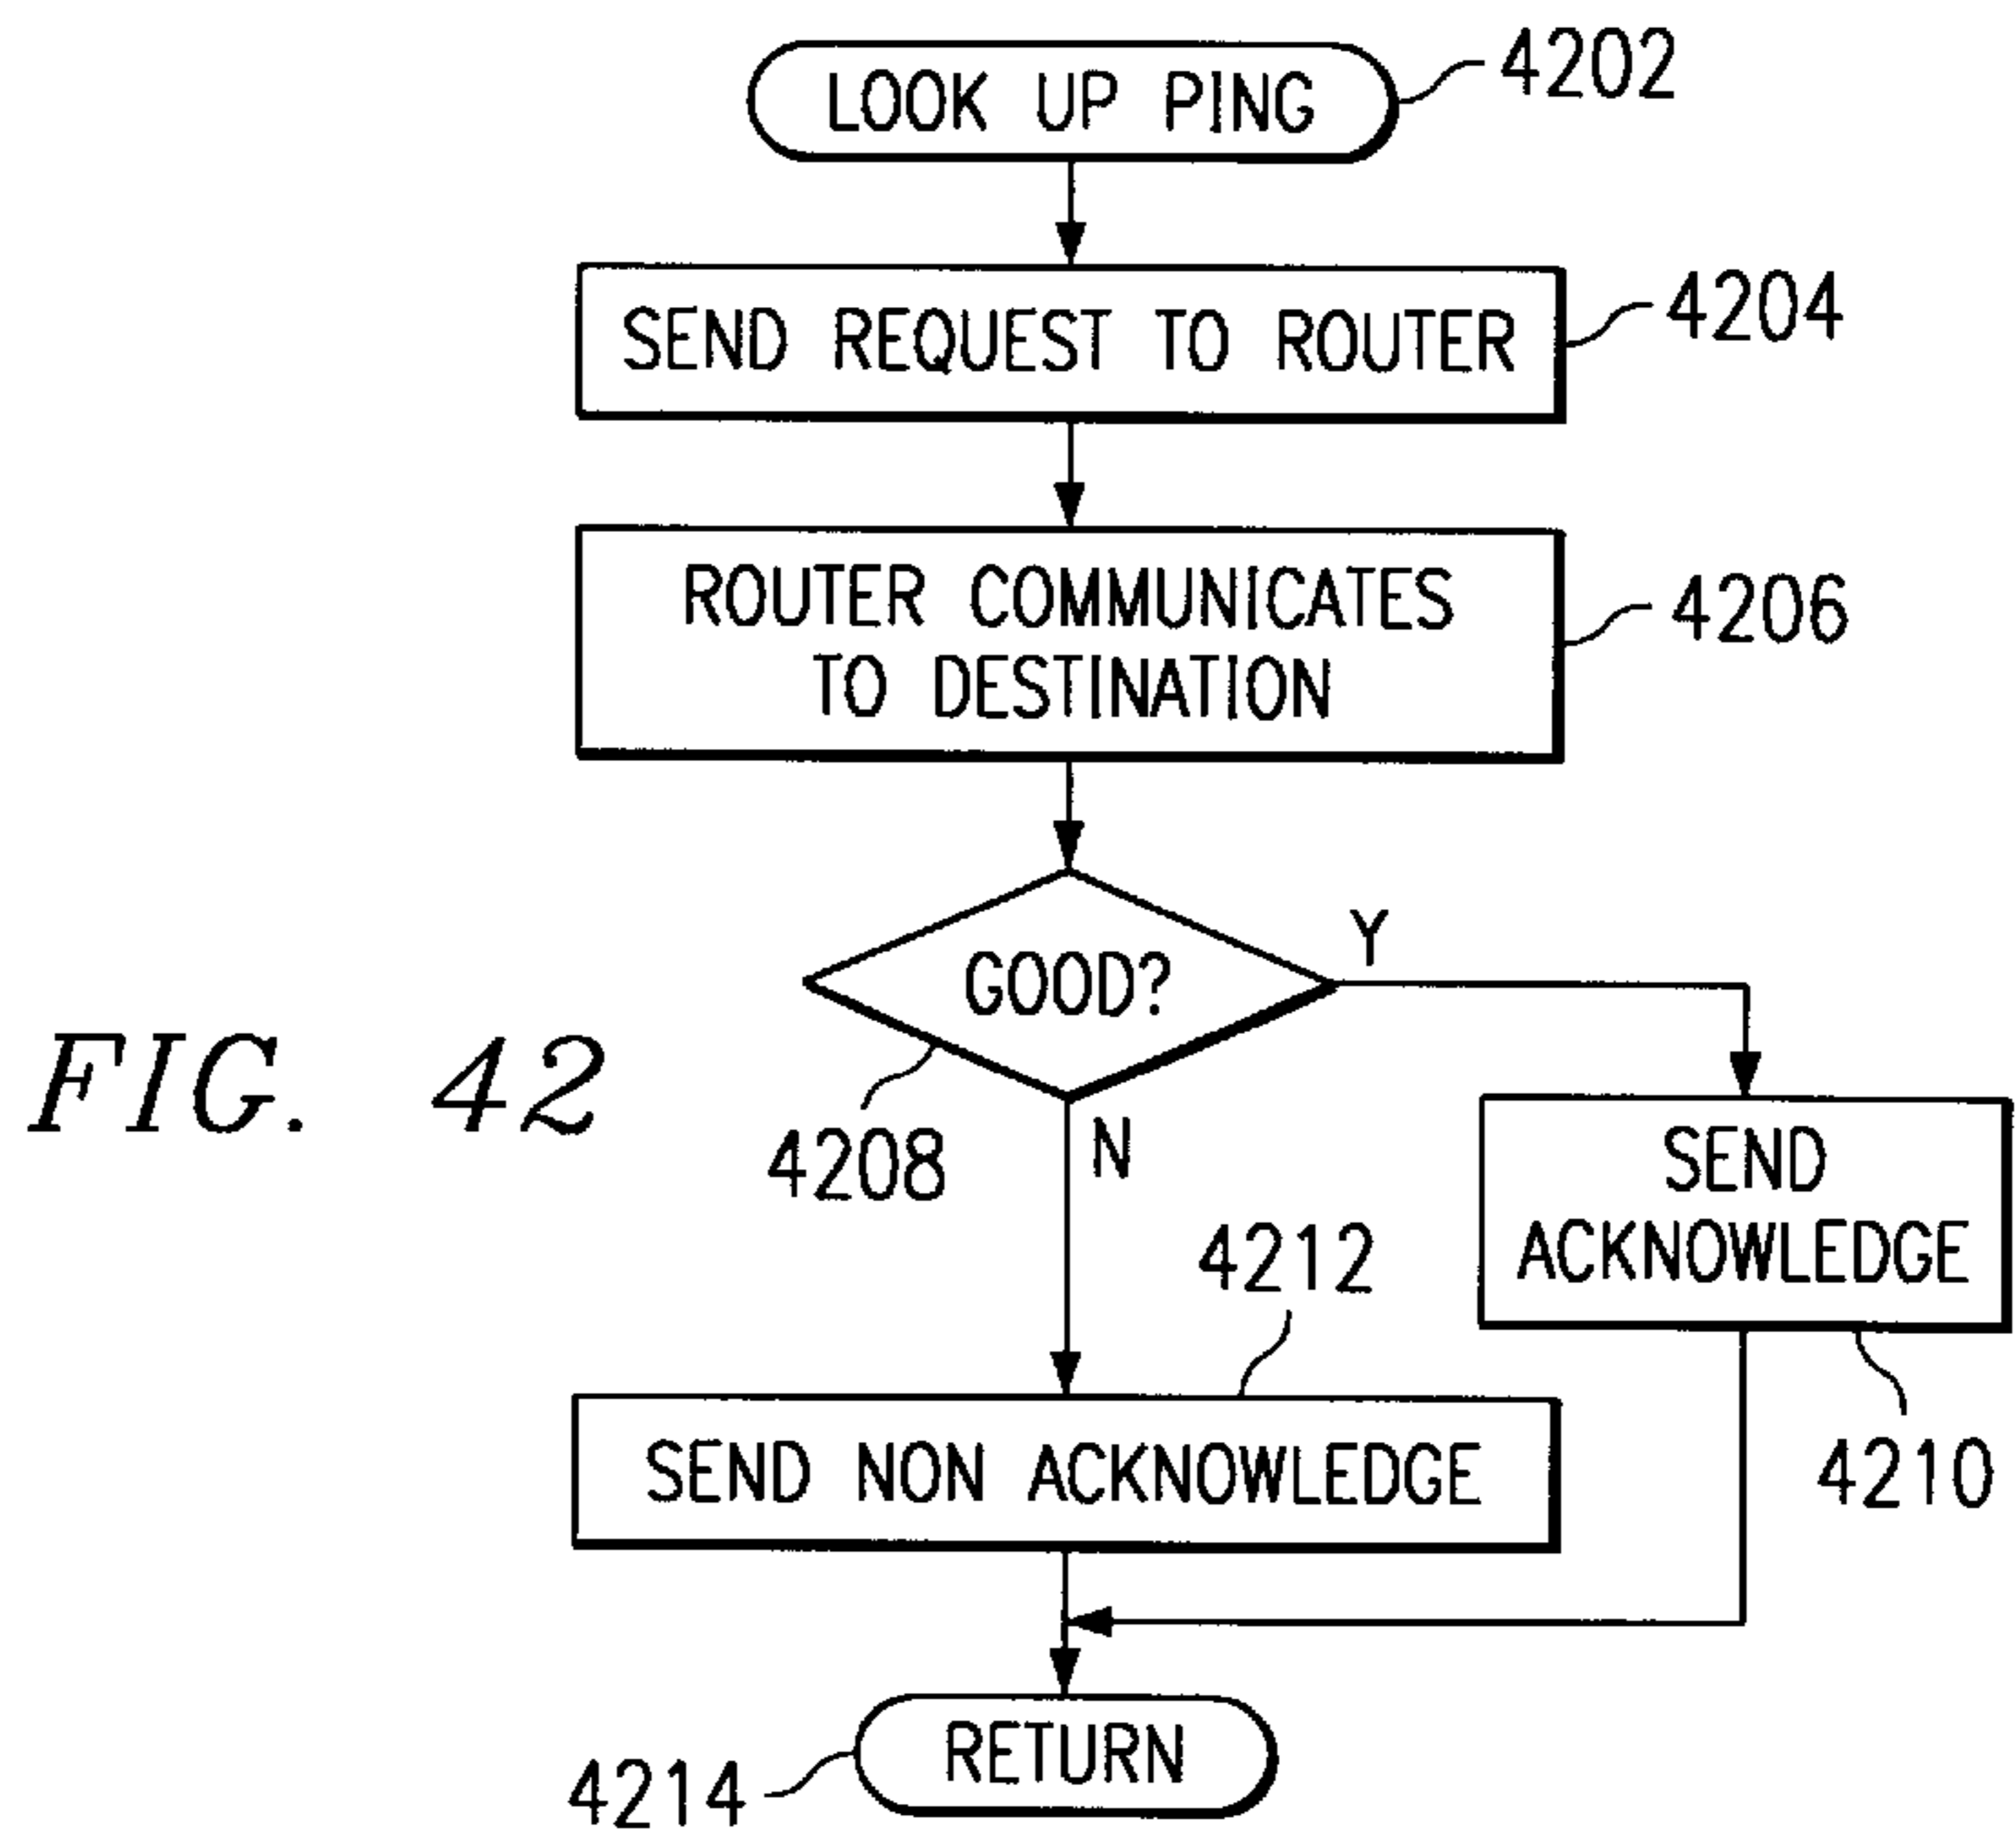 LOOK UP PING
4202
SEND REQUEST TO ROUTER
4204
ROUTER COMMUNICATES
TO DESTINATION
4206
GOOD?
Y
FIG. 42
4208
N
SEND
ACKNOWLEDGE
4212
4210
SEND NON ACKNOWLEDGE
RETURN
4214